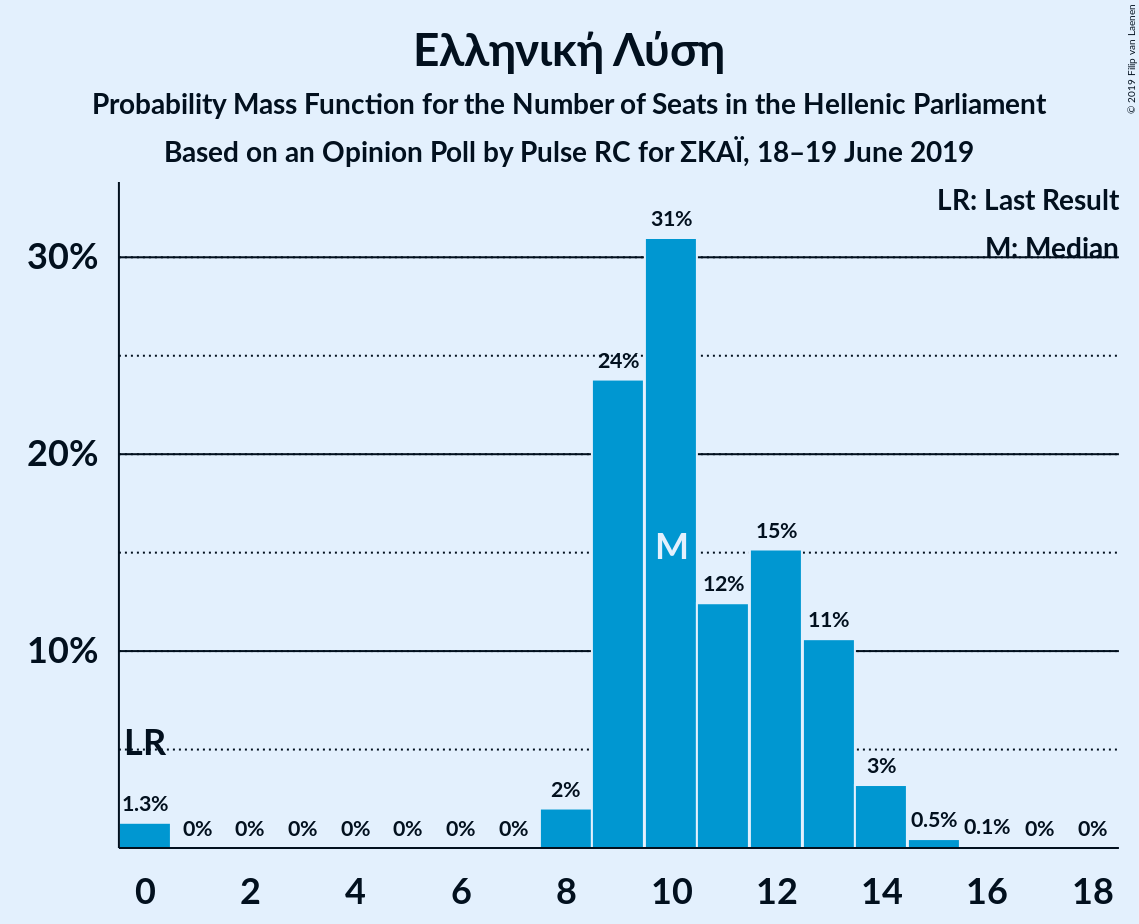 Ελληνική Λύση
Probability Mass Function for the Number of Seats in the Hellenic Parliament
Based on an Opinion Poll by Pulse RC for ΣΚΑΪ, 18–19 June 2019
© 2019 Filip van Laenen
LR: Last Result
M: Median
31%
30%
24%
20%
15%
M
12%
11%
10%
LR
3%
2%
1.3% 0% 0% 0% 0% 0% 0% 0% 0.5% 0.1% 0% 0%
0 2 4 6 8 10 12 14 16 18